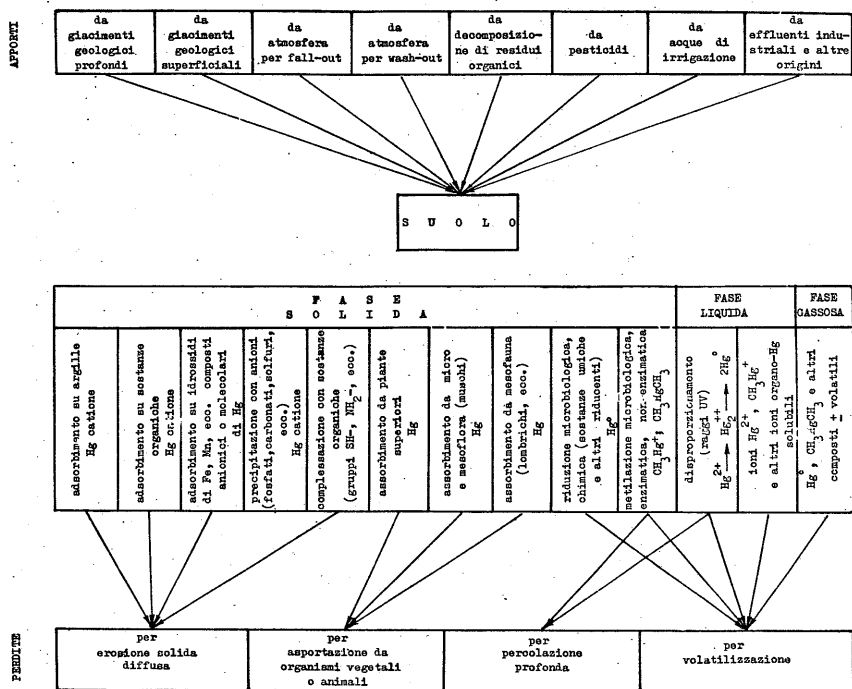 APPORTI
da
giacimenti
geologici
profondi
da
giacimenti
geologici
superficiali
da
atmosfera
per fall-out
da
atmosfera
per wash-out
da
decomposizio-
ne di residui
organici
da
pesticidi
da
acque di
irrigazione
da
effluenti indu-
striali e altre
origini
S U O L O
F A S E
S O L I D A
FASE
LIQUIDA
FASE
GASSOSA
adsorbimento su argille
Hg catione
adsorbimento su sostanze
organiche
Hg catione
adsorbimento su idrossidi
di Fe, Mn, ecc. composti
anionici o molecolari
di Hg
precipitazione con anioni
(fosfati,carbonati,solfuri,
ecc.)
Hg catione
complessazione con sostanze
organiche
(gruppi SH-, NH2-, ecc.)
assorbimento da piante
superiori
Hg
assorbimento da micro
e mesoflora (muschi)
Hg
assorbimento da mesofauna
(lombrichi, ecc.)
Hg
riduzione microbiologica,
chimica (sostanze umiche
e altri riducenti)
Hg°
metilazione microbiologica,
enzimatica, non enzimatica
CH3Hg+; CH3HgCH3
disproporzionamento
(raggi UV)
Hg2+ → Hg2++ → 2Hg°
ioni Hg2+, CH3Hg+
e altri ioni organo-Hg
solubili
Hg°, CH3HgCH3 e altri
composti ± volatili
PERDITE
per
erosione solida
diffusa
per
asportazione da
organismi vegetali
o animali
per
percolazione
profonda
per
volatilizzazione